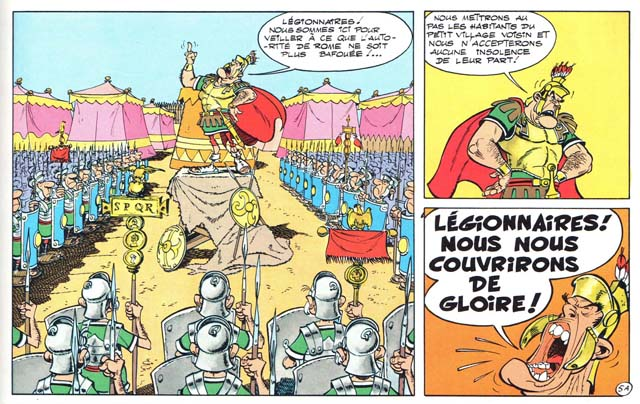 LÉGIONNAIRES!
NOUS SOMMES ICI POUR
VEILLER À CE QUE L'AUTO-
RITÉ DE ROME NE SOIT
PLUS BAFOUÉE!...
NOUS METTRONS AU
PAS LES HABITANTS DU
PETIT VILLAGE VOISIN ET
NOUS N'ACCEPTERONS
AUCUNE INSOLENCE
DE LEUR PART!
S.P.Q.R.
LÉGIONNAIRES!
NOUS NOUS
COUVRIRONS
DE
GLOIRE!
5A